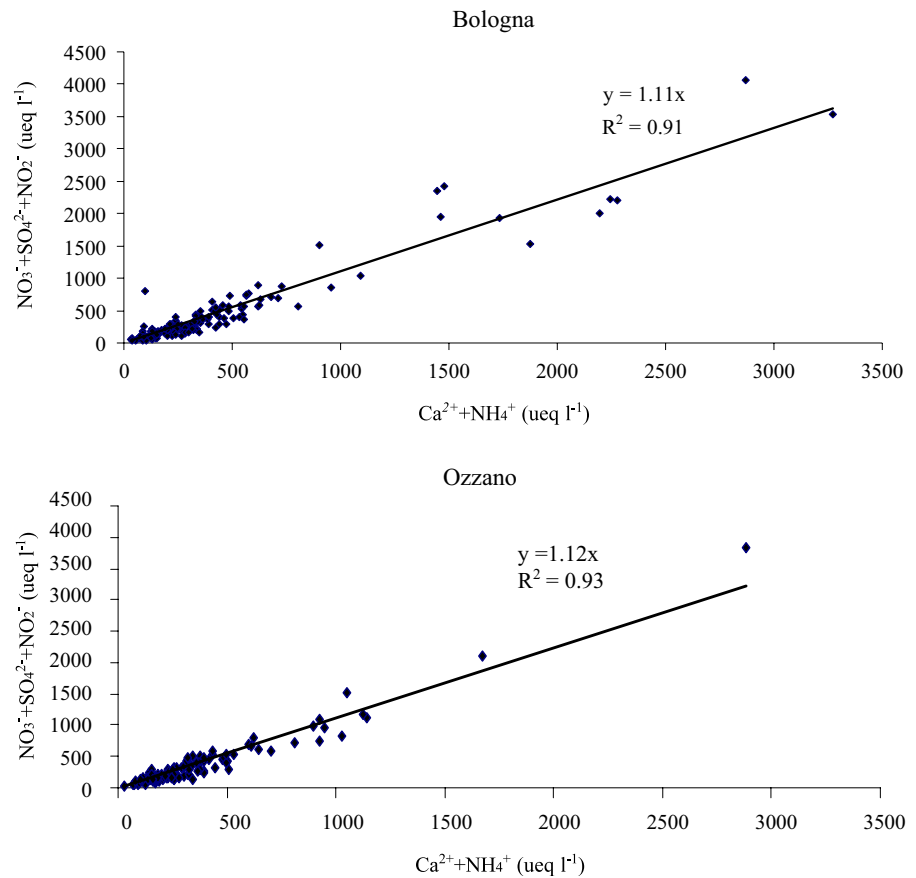 Bologna
NO₃⁻+SO₄²⁻+NO₂⁻ (ueq l⁻¹)
4500
4000
3500
3000
2500
2000
1500
1000
500
0
y = 1.11x
R² = 0.91
0 500 1000 1500 2000 2500 3000 3500
Ca²⁺+NH₄⁺ (ueq l⁻¹)
Ozzano
NO₃⁻+SO₄²⁻+NO₂⁻ (ueq l⁻¹)
4500
4000
3500
3000
2500
2000
1500
1000
500
0
y =1.12x
R² = 0.93
0 500 1000 1500 2000 2500 3000 3500
Ca²⁺+NH₄⁺ (ueq l⁻¹)